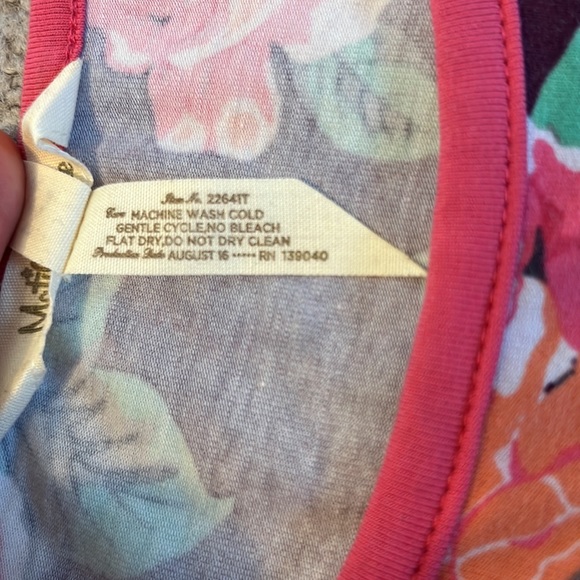 Item No. 22641T
Care: MACHINE WASH COLD
GENTLE CYCLE,NO BLEACH
FLAT DRY,DO NOT DRY CLEAN
Production Date: AUGUST 16 ····· RN 139040